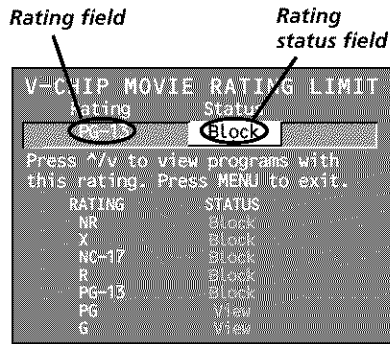 Rating field
Rating
status field
V-CHIP MOVIE RATING LIMIT
Rating Status
PG-13 Block
Press ^/v to view programs with
this rating. Press MENU to exit.
RATING STATUS
NR Block
X Block
NC-17 Block
R Block
PG-13 Block
PG View
G View